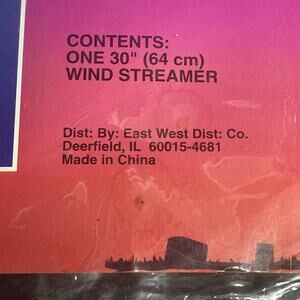 CONTENTS:
ONE 30" (64 cm)
WIND STREAMER
Dist: By: East West Dist: Co.
Deerfield, IL 60015-4681
Made in China